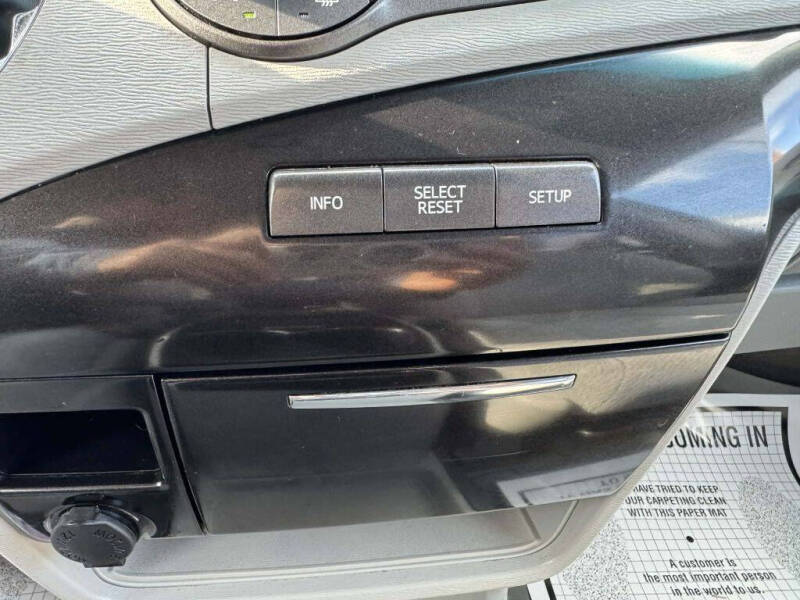 INFO
SELECT
RESET
SETUP
COMING IN
HAVE TRIED TO KEEP
OUR CARPETING CLEAN
WITH THIS PAPER MAT
A customer is
the most important person
in the world to us.